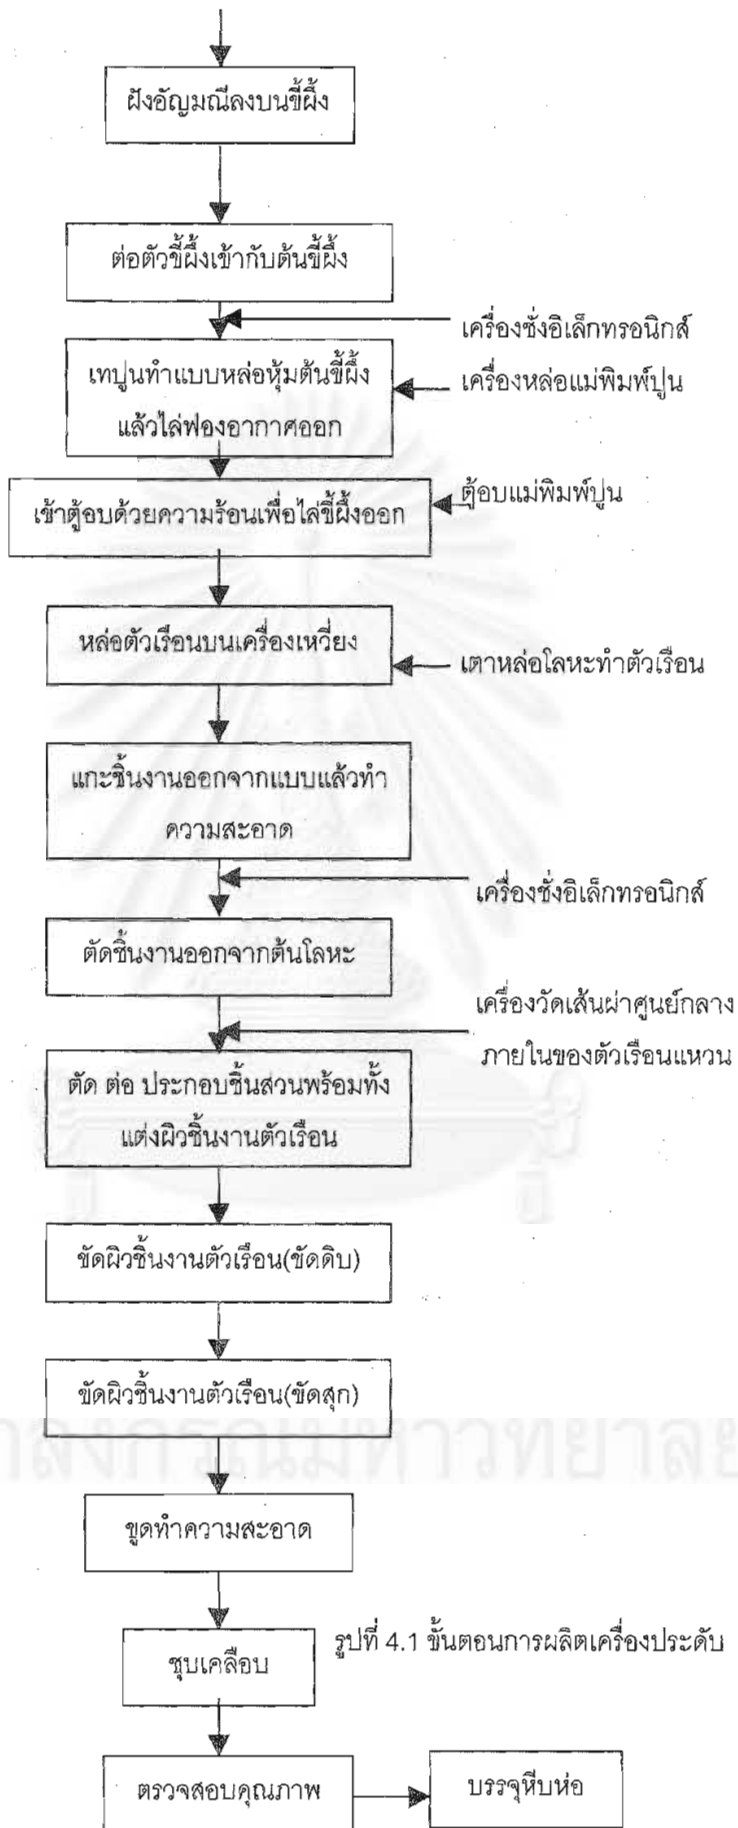 ฝังอัญมณีลงบนขี้ผึ้ง
ต่อตัวขี้ผึ้งเข้ากับต้นขี้ผึ้ง
เครื่องชั่งอิเล็กทรอนิกส์
เทปูนทำแบบหล่อหุ้มต้นขี้ผึ้ง
แล้วไล่ฟองอากาศออก
เครื่องหล่อแม่พิมพ์ปูน
ตู้อบแม่พิมพ์ปูน
เข้าตู้อบด้วยความร้อนเพื่อไล่ขี้ผึ้งออก
หล่อตัวเรือนบนเครื่องเหวี่ยง
เตาหล่อโลหะทำตัวเรือน
แกะชิ้นงานออกจากแบบแล้วทำ
ความสะอาด
เครื่องชั่งอิเล็กทรอนิกส์
ตัดชิ้นงานออกจากต้นโลหะ
เครื่องวัดเส้นผ่าศูนย์กลาง
ภายในของตัวเรือนแหวน
ตัด ต่อ ประกอบชิ้นส่วนพร้อมทั้ง
แต่งผิวชิ้นงานตัวเรือน
ขัดผิวชิ้นงานตัวเรือน(ขัดดิบ)
ขัดผิวชิ้นงานตัวเรือน(ขัดสุก)
ขูดทำความสะอาด
ชุบเคลือบ
รูปที่ 4.1 ขั้นตอนการผลิตเครื่องประดับ
ตรวจสอบคุณภาพ
บรรจุหีบห่อ